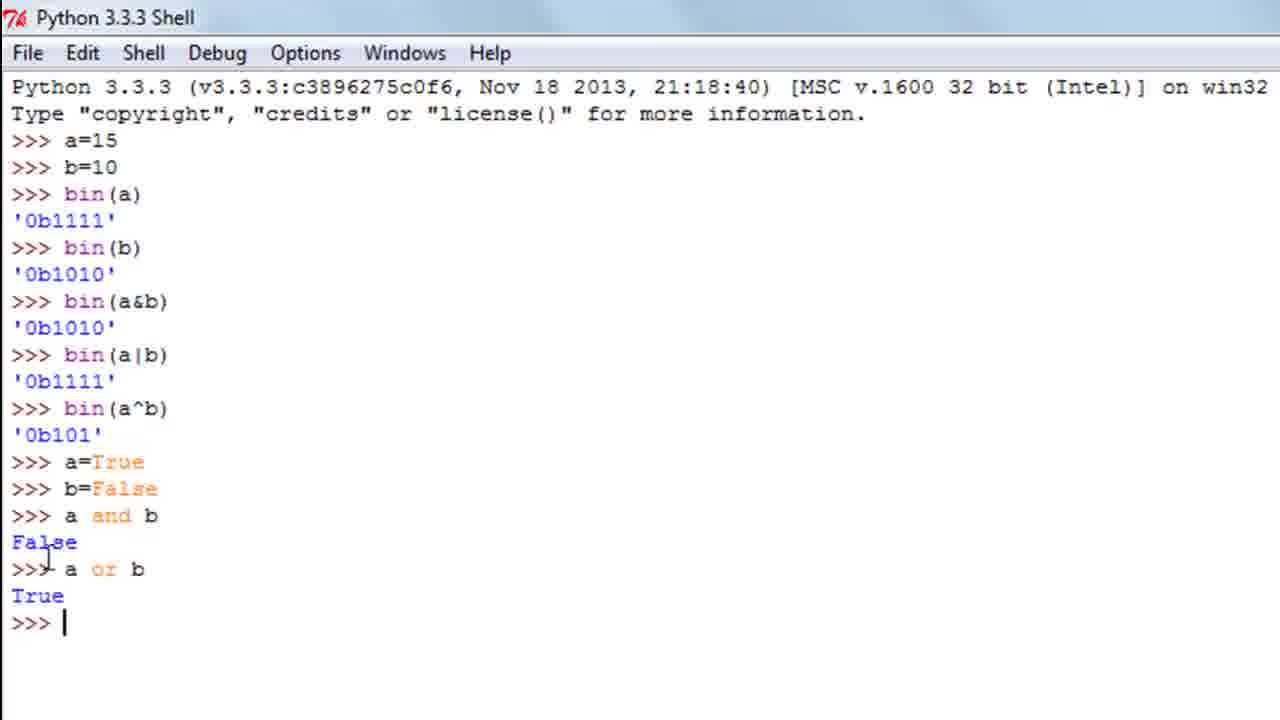 Python 3.3.3 Shell
File Edit Shell Debug Options Windows Help
Python 3.3.3 (v3.3.3:c3896275c0f6, Nov 18 2013, 21:18:40) [MSC v.1600 32 bit (Intel)] on win32
Type "copyright", "credits" or "license()" for more information.
>>> a=15
>>> b=10
>>> bin(a)
'0b1111'
>>> bin(b)
'0b1010'
>>> bin(a&b)
'0b1010'
>>> bin(a|b)
'0b1111'
>>> bin(a^b)
'0b101'
>>> a=True
>>> b=False
>>> a and b
False
>>> a or b
True
>>>